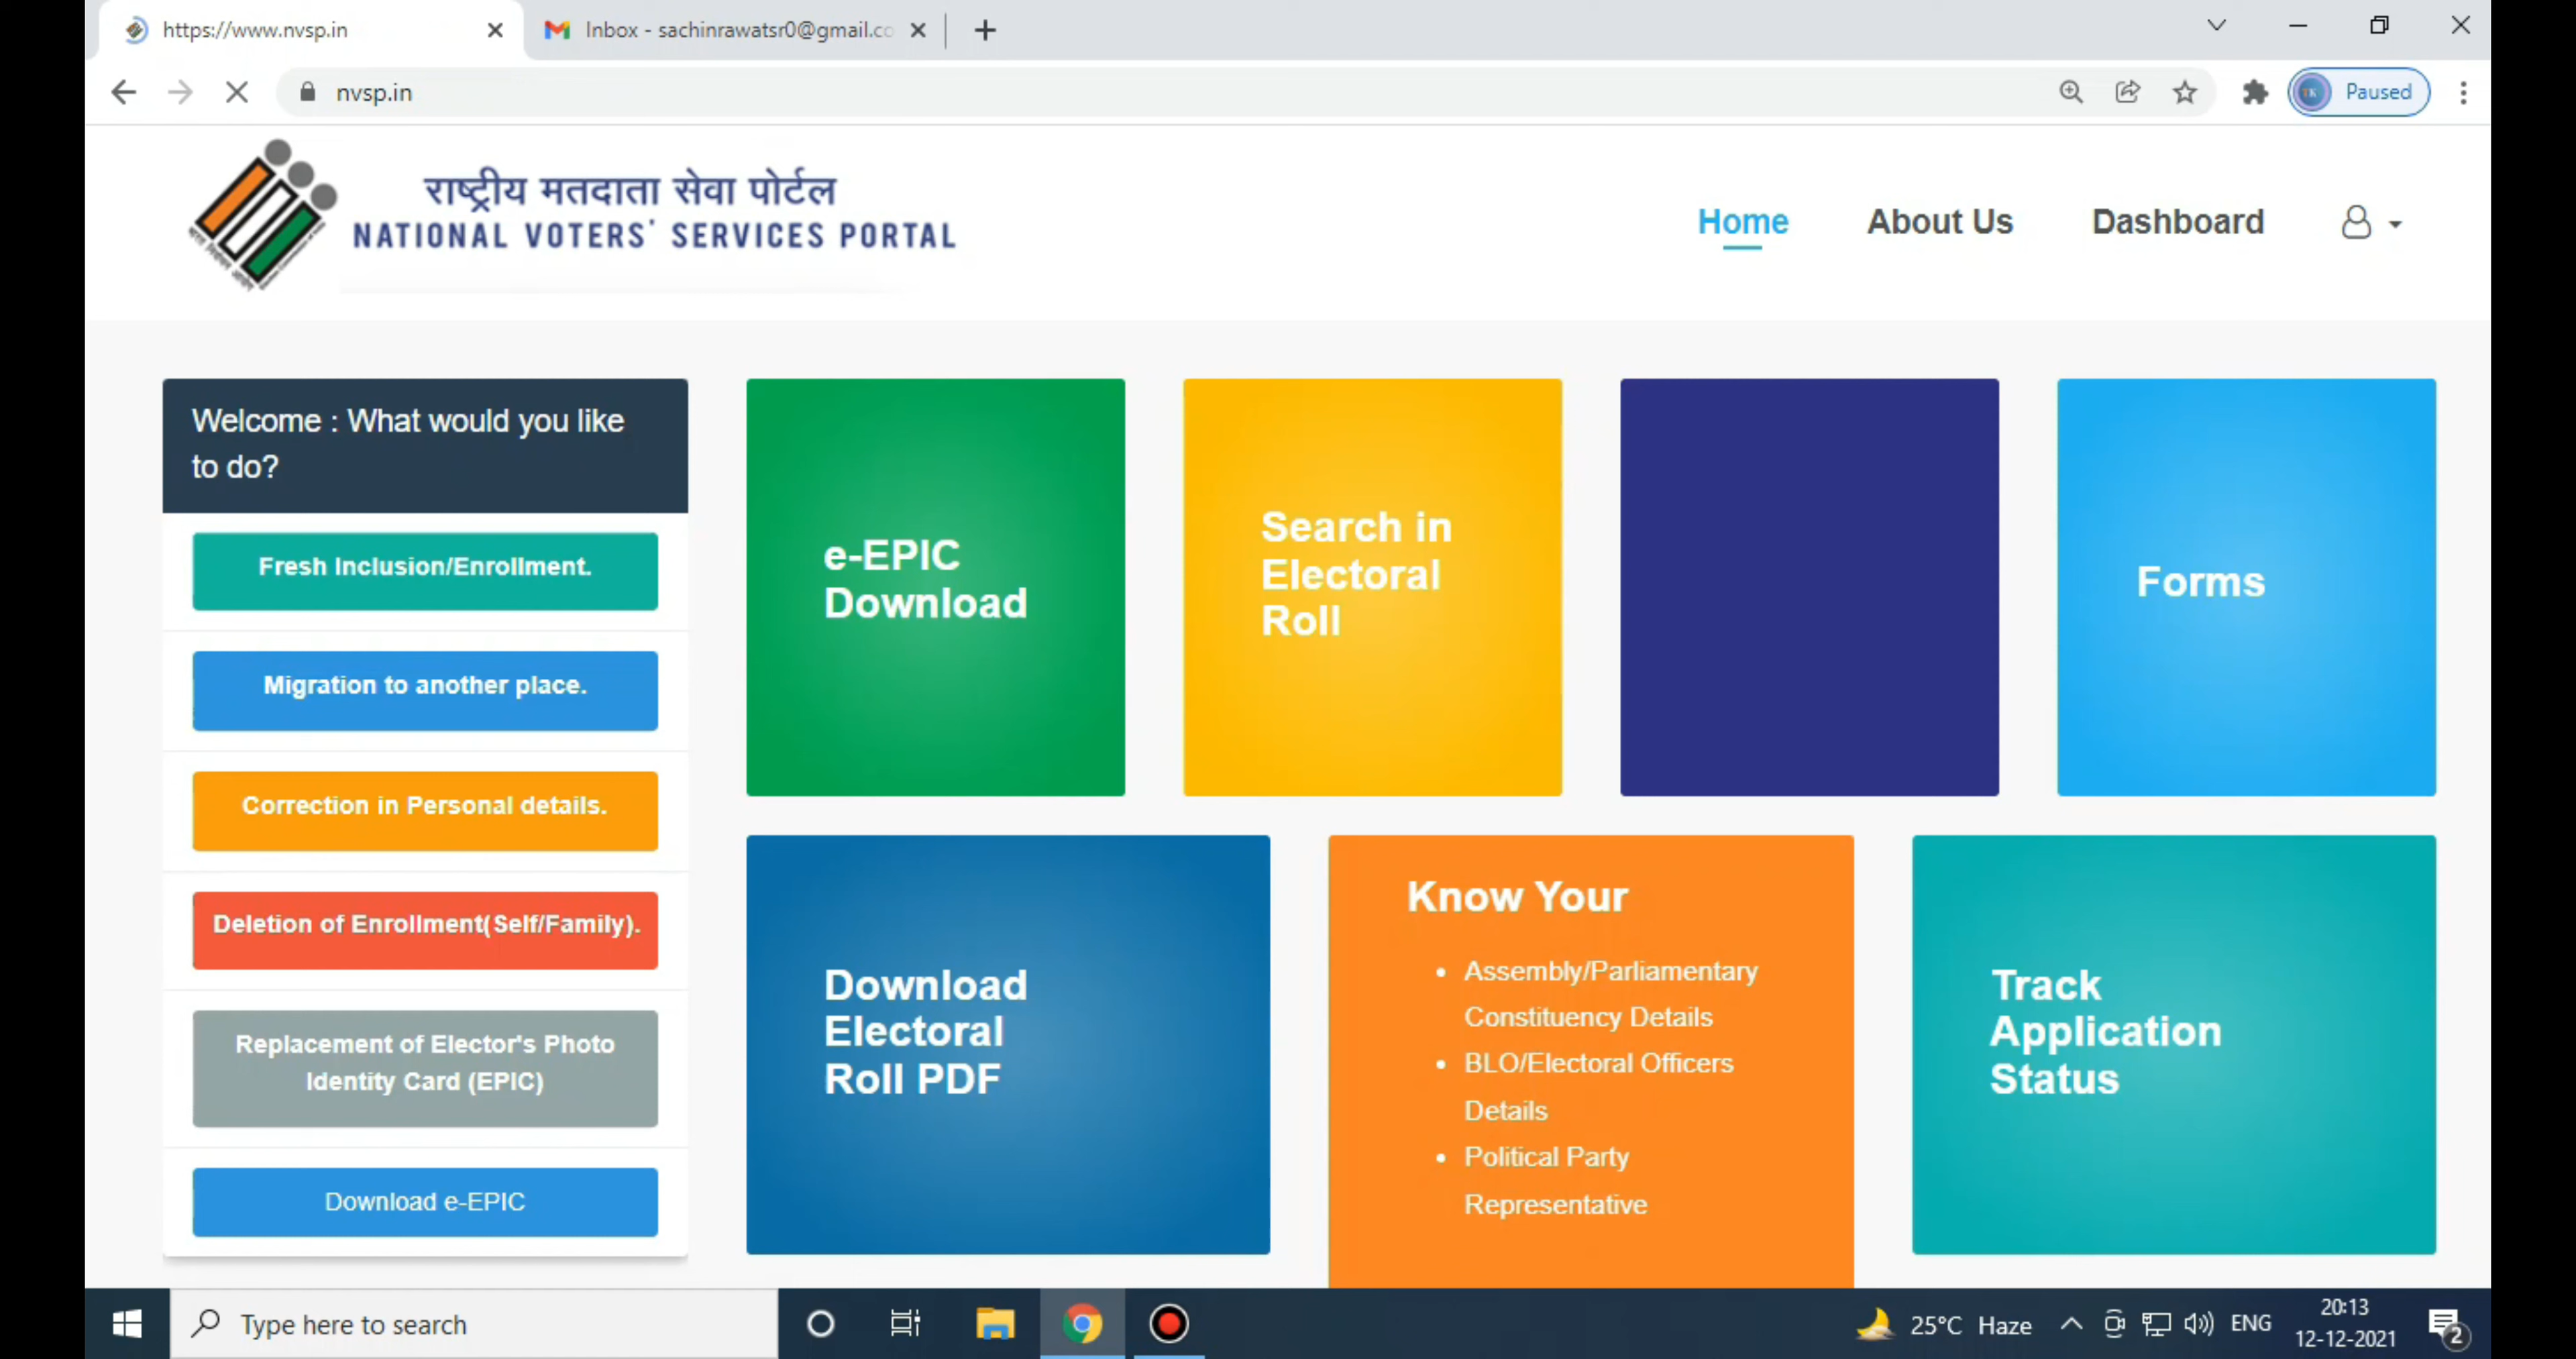 https://www.nvsp.in
Inbox - sachinrawatsr0@gmail.co
nvsp.in
Paused
राष्ट्रीय मतदाता सेवा पोर्टल
NATIONAL VOTERS' SERVICES PORTAL
Home
About Us
Dashboard
Welcome : What would you like
to do?
Fresh Inclusion/Enrollment.
Migration to another place.
Correction in Personal details.
Deletion of Enrollment(Self/Family).
Replacement of Elector's Photo
Identity Card (EPIC)
Download e-EPIC
e-EPIC
Download
Search in
Electoral
Roll
Forms
Download
Electoral
Roll PDF
Know Your
• Assembly/Parliamentary
Constituency Details
• BLO/Electoral Officers
Details
• Political Party
Representative
Track
Application
Status
Type here to search
25°C Haze
ENG
20:13
12-12-2021
2